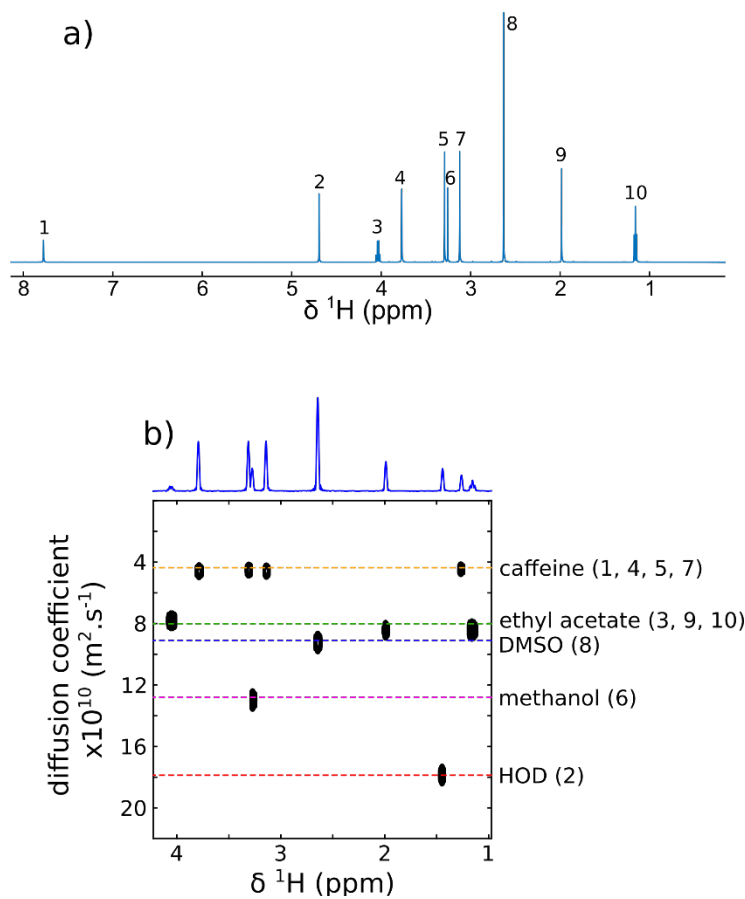 a)
8
1
2
3
4
5
6
7
9
10
8 7 6 5 4 3 2 1
δ ¹H (ppm)
b)
diffusion coefficient
x10¹⁰ (m².s⁻¹)
4
8
12
16
20
caffeine (1, 4, 5, 7)
ethyl acetate (3, 9, 10)
DMSO (8)
methanol (6)
HOD (2)
4 3 2 1
δ ¹H (ppm)